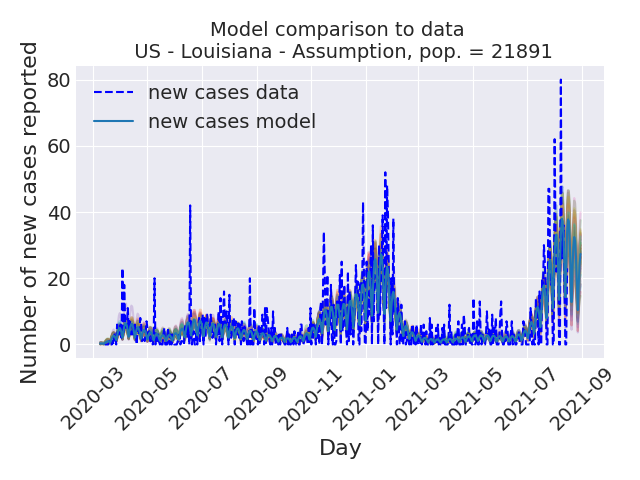 Model comparison to data
US - Louisiana - Assumption, pop. = 21891
Number of new cases reported
80
60
40
20
0
new cases data
new cases model
2020-03
2020-05
2020-07
2020-09
2020-11
2021-01
2021-03
2021-05
2021-07
2021-09
Day